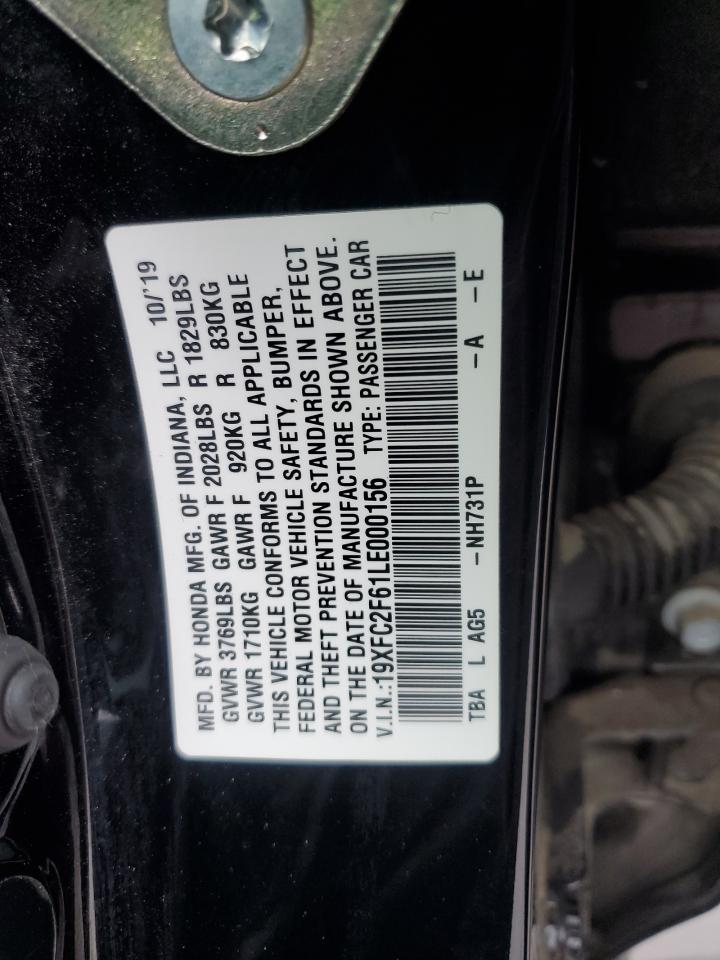 MFD. BY HONDA MFG. OF INDIANA, LLC 10/'19
GVWR 3769LBS GAWR F 2028LBS R 1829LBS
GVWR 1710KG GAWR F 920KG R 830KG
THIS VEHICLE CONFORMS TO ALL APPLICABLE
FEDERAL MOTOR VEHICLE SAFETY, BUMPER,
AND THEFT PREVENTION STANDARDS IN EFFECT
ON THE DATE OF MANUFACTURE SHOWN ABOVE.
V.I.N.:19XFC2F61LE000156 TYPE: PASSENGER CAR
TBA L AG5 -NH731P -A -E